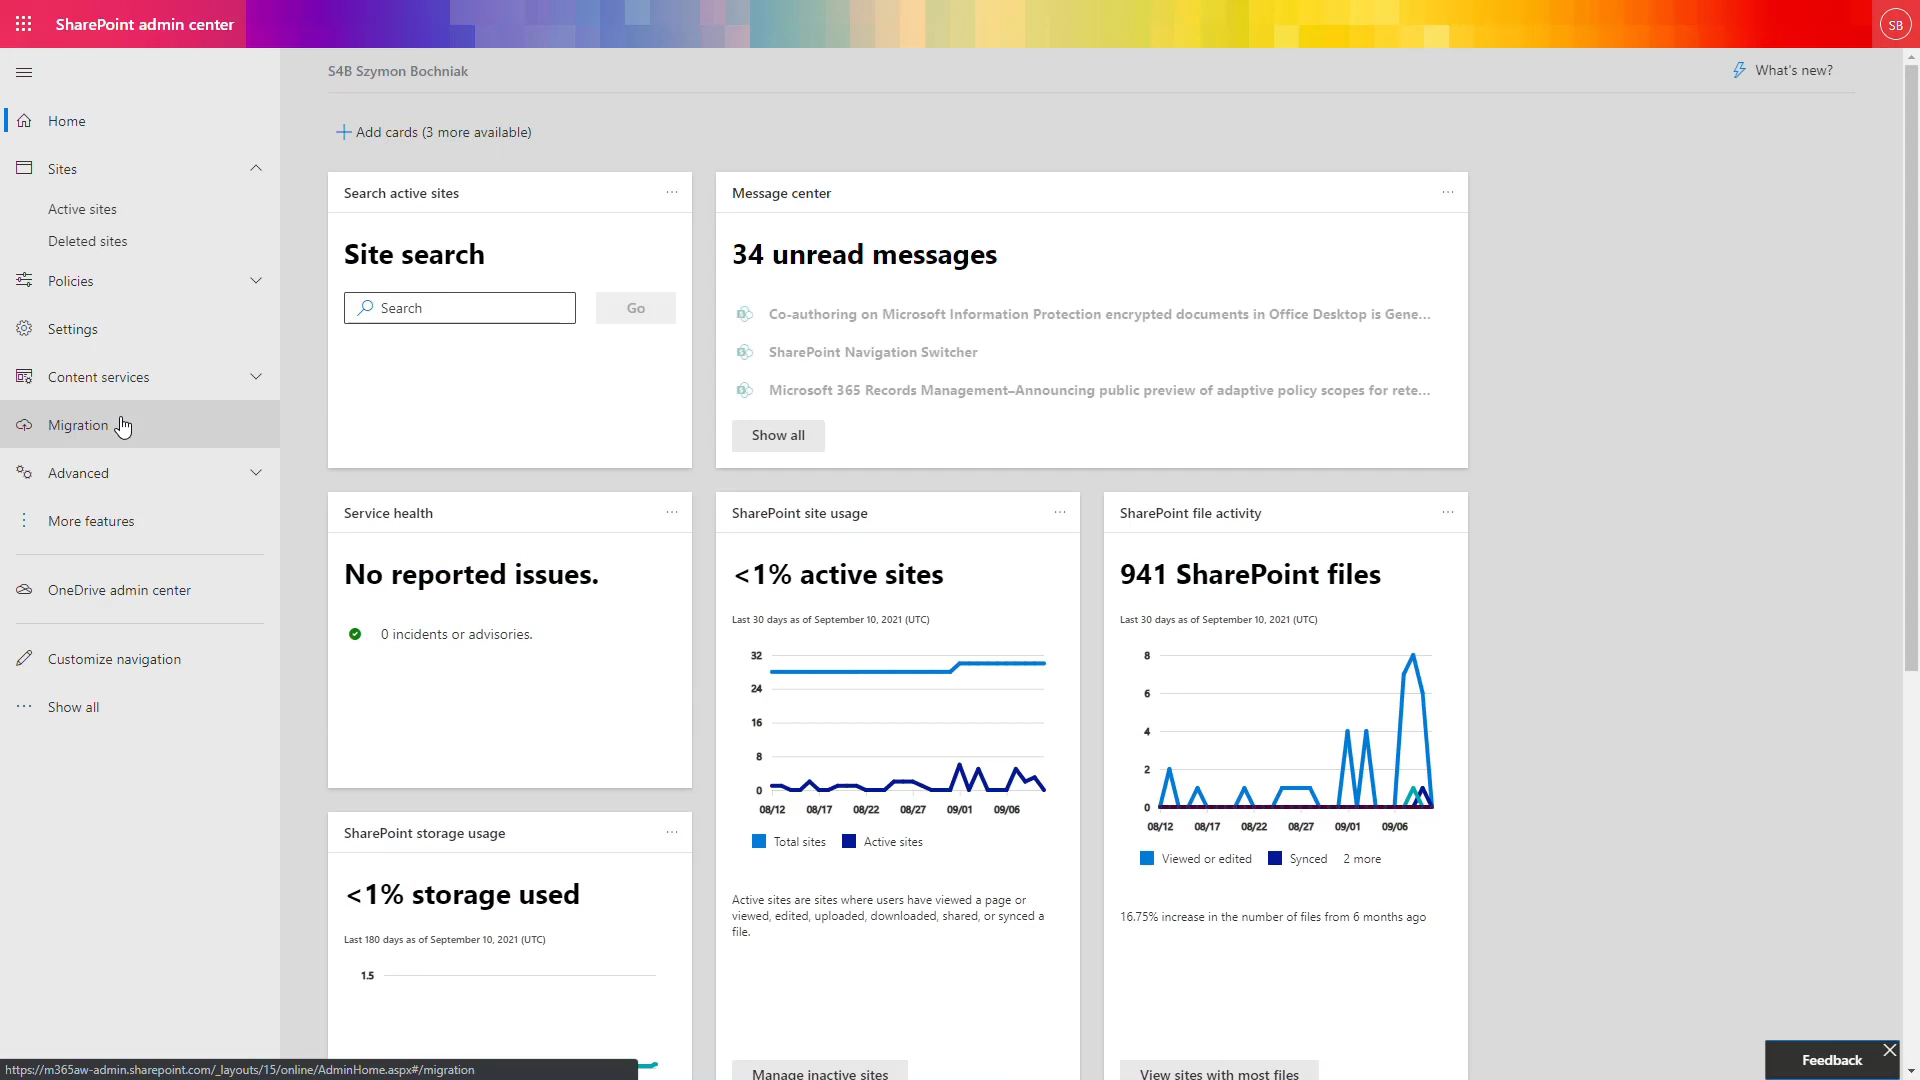 SharePoint admin center
SB
S4B Szymon Bochniak
What's new?
Home
Sites
Active sites
Deleted sites
Policies
Settings
Content services
Migration
Advanced
More features
OneDrive admin center
Customize navigation
Show all
Add cards (3 more available)
Search active sites
Site search
Search
Go
Message center
34 unread messages
Co-authoring on Microsoft Information Protection encrypted documents in Office Desktop is Gene...
SharePoint Navigation Switcher
Microsoft 365 Records Management–Announcing public preview of adaptive policy scopes for rete...
Show all
Service health
No reported issues.
0 incidents or advisories.
SharePoint site usage
<1% active sites
Last 30 days as of September 10, 2021 (UTC)
32
24
16
8
0
08/12 08/17 08/22 08/27 09/01 09/06
Total sites Active sites
Active sites are sites where users have viewed a page or
viewed, edited, uploaded, downloaded, shared, or synced a
file.
Manage inactive sites
SharePoint file activity
941 SharePoint files
Last 30 days as of September 10, 2021 (UTC)
8
6
4
2
0
08/12 08/17 08/22 08/27 09/01 09/06
Viewed or edited Synced 2 more
16.75% increase in the number of files from 6 months ago
View sites with most files
SharePoint storage usage
<1% storage used
Last 180 days as of September 10, 2021 (UTC)
1.5
Feedback
https://m365aw-admin.sharepoint.com/_layouts/15/online/AdminHome.aspx#/migration